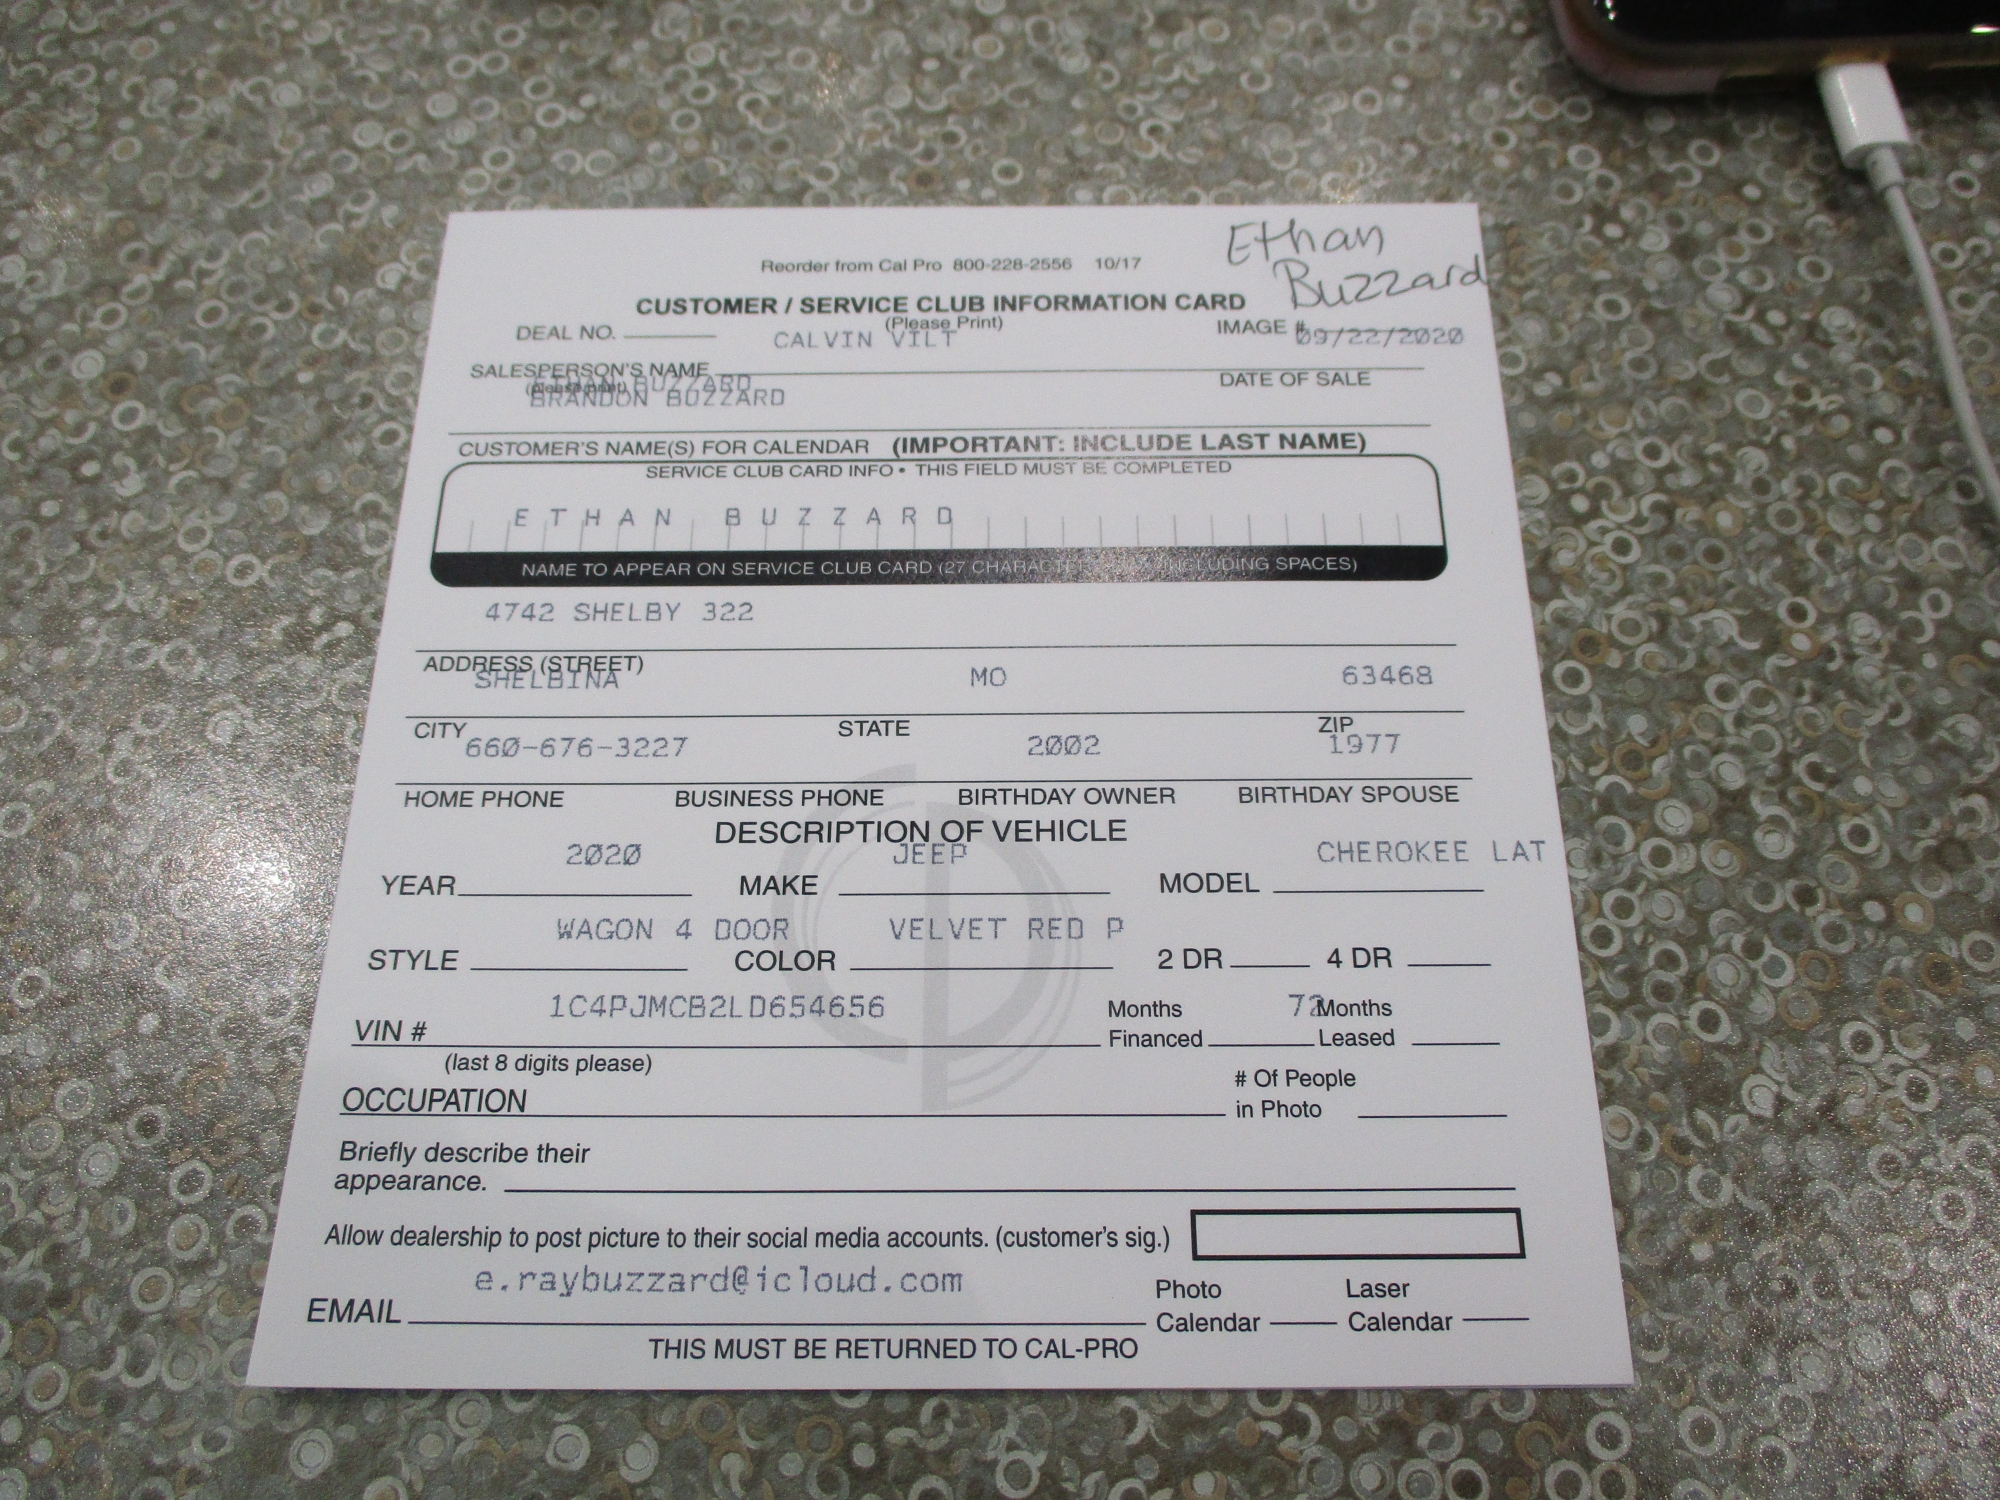 Ethan
Buzzard
Reorder from Cal Pro 800-228-2556 10/17
CUSTOMER / SERVICE CLUB INFORMATION CARD
(Please Print)
DEAL NO. CALVIN VILT IMAGE # 09/22/2020
SALESPERSON'S NAME DATE OF SALE
(please print) ETHAN BUZZARD
BRANDON BUZZARD
CUSTOMER'S NAME(S) FOR CALENDAR (IMPORTANT: INCLUDE LAST NAME)
SERVICE CLUB CARD INFO • THIS FIELD MUST BE COMPLETED
ETHAN BUZZARD
NAME TO APPEAR ON SERVICE CLUB CARD (27 CHARACTERS INCLUDING SPACES)
4742 SHELBY 322
ADDRESS (STREET)
SHELBINA MO 63468
CITY STATE ZIP
660-676-3227 2002 1977
HOME PHONE BUSINESS PHONE BIRTHDAY OWNER BIRTHDAY SPOUSE
DESCRIPTION OF VEHICLE
2020 JEEP CHEROKEE LAT
YEAR MAKE MODEL
WAGON 4 DOOR VELVET RED P
STYLE COLOR 2 DR 4 DR
1C4PJMCB2LD654656 Months 72 Months
VIN # Financed Leased
(last 8 digits please)
# Of People
OCCUPATION in Photo
Briefly describe their
appearance.
Allow dealership to post picture to their social media accounts. (customer's sig.)
e.raybuzzard@icloud.com Photo Laser
EMAIL Calendar Calendar
THIS MUST BE RETURNED TO CAL-PRO